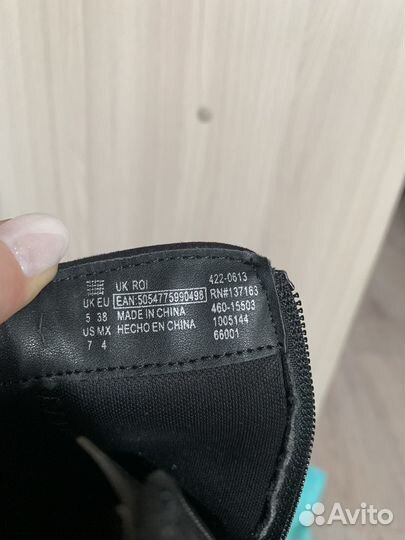 UK ROI 422-0613
UK EU EAN:5054775990498 RN#137163
5 38 MADE IN CHINA 460-15503
US MX HECHO EN CHINA 1005144
7 4 66001
Avito